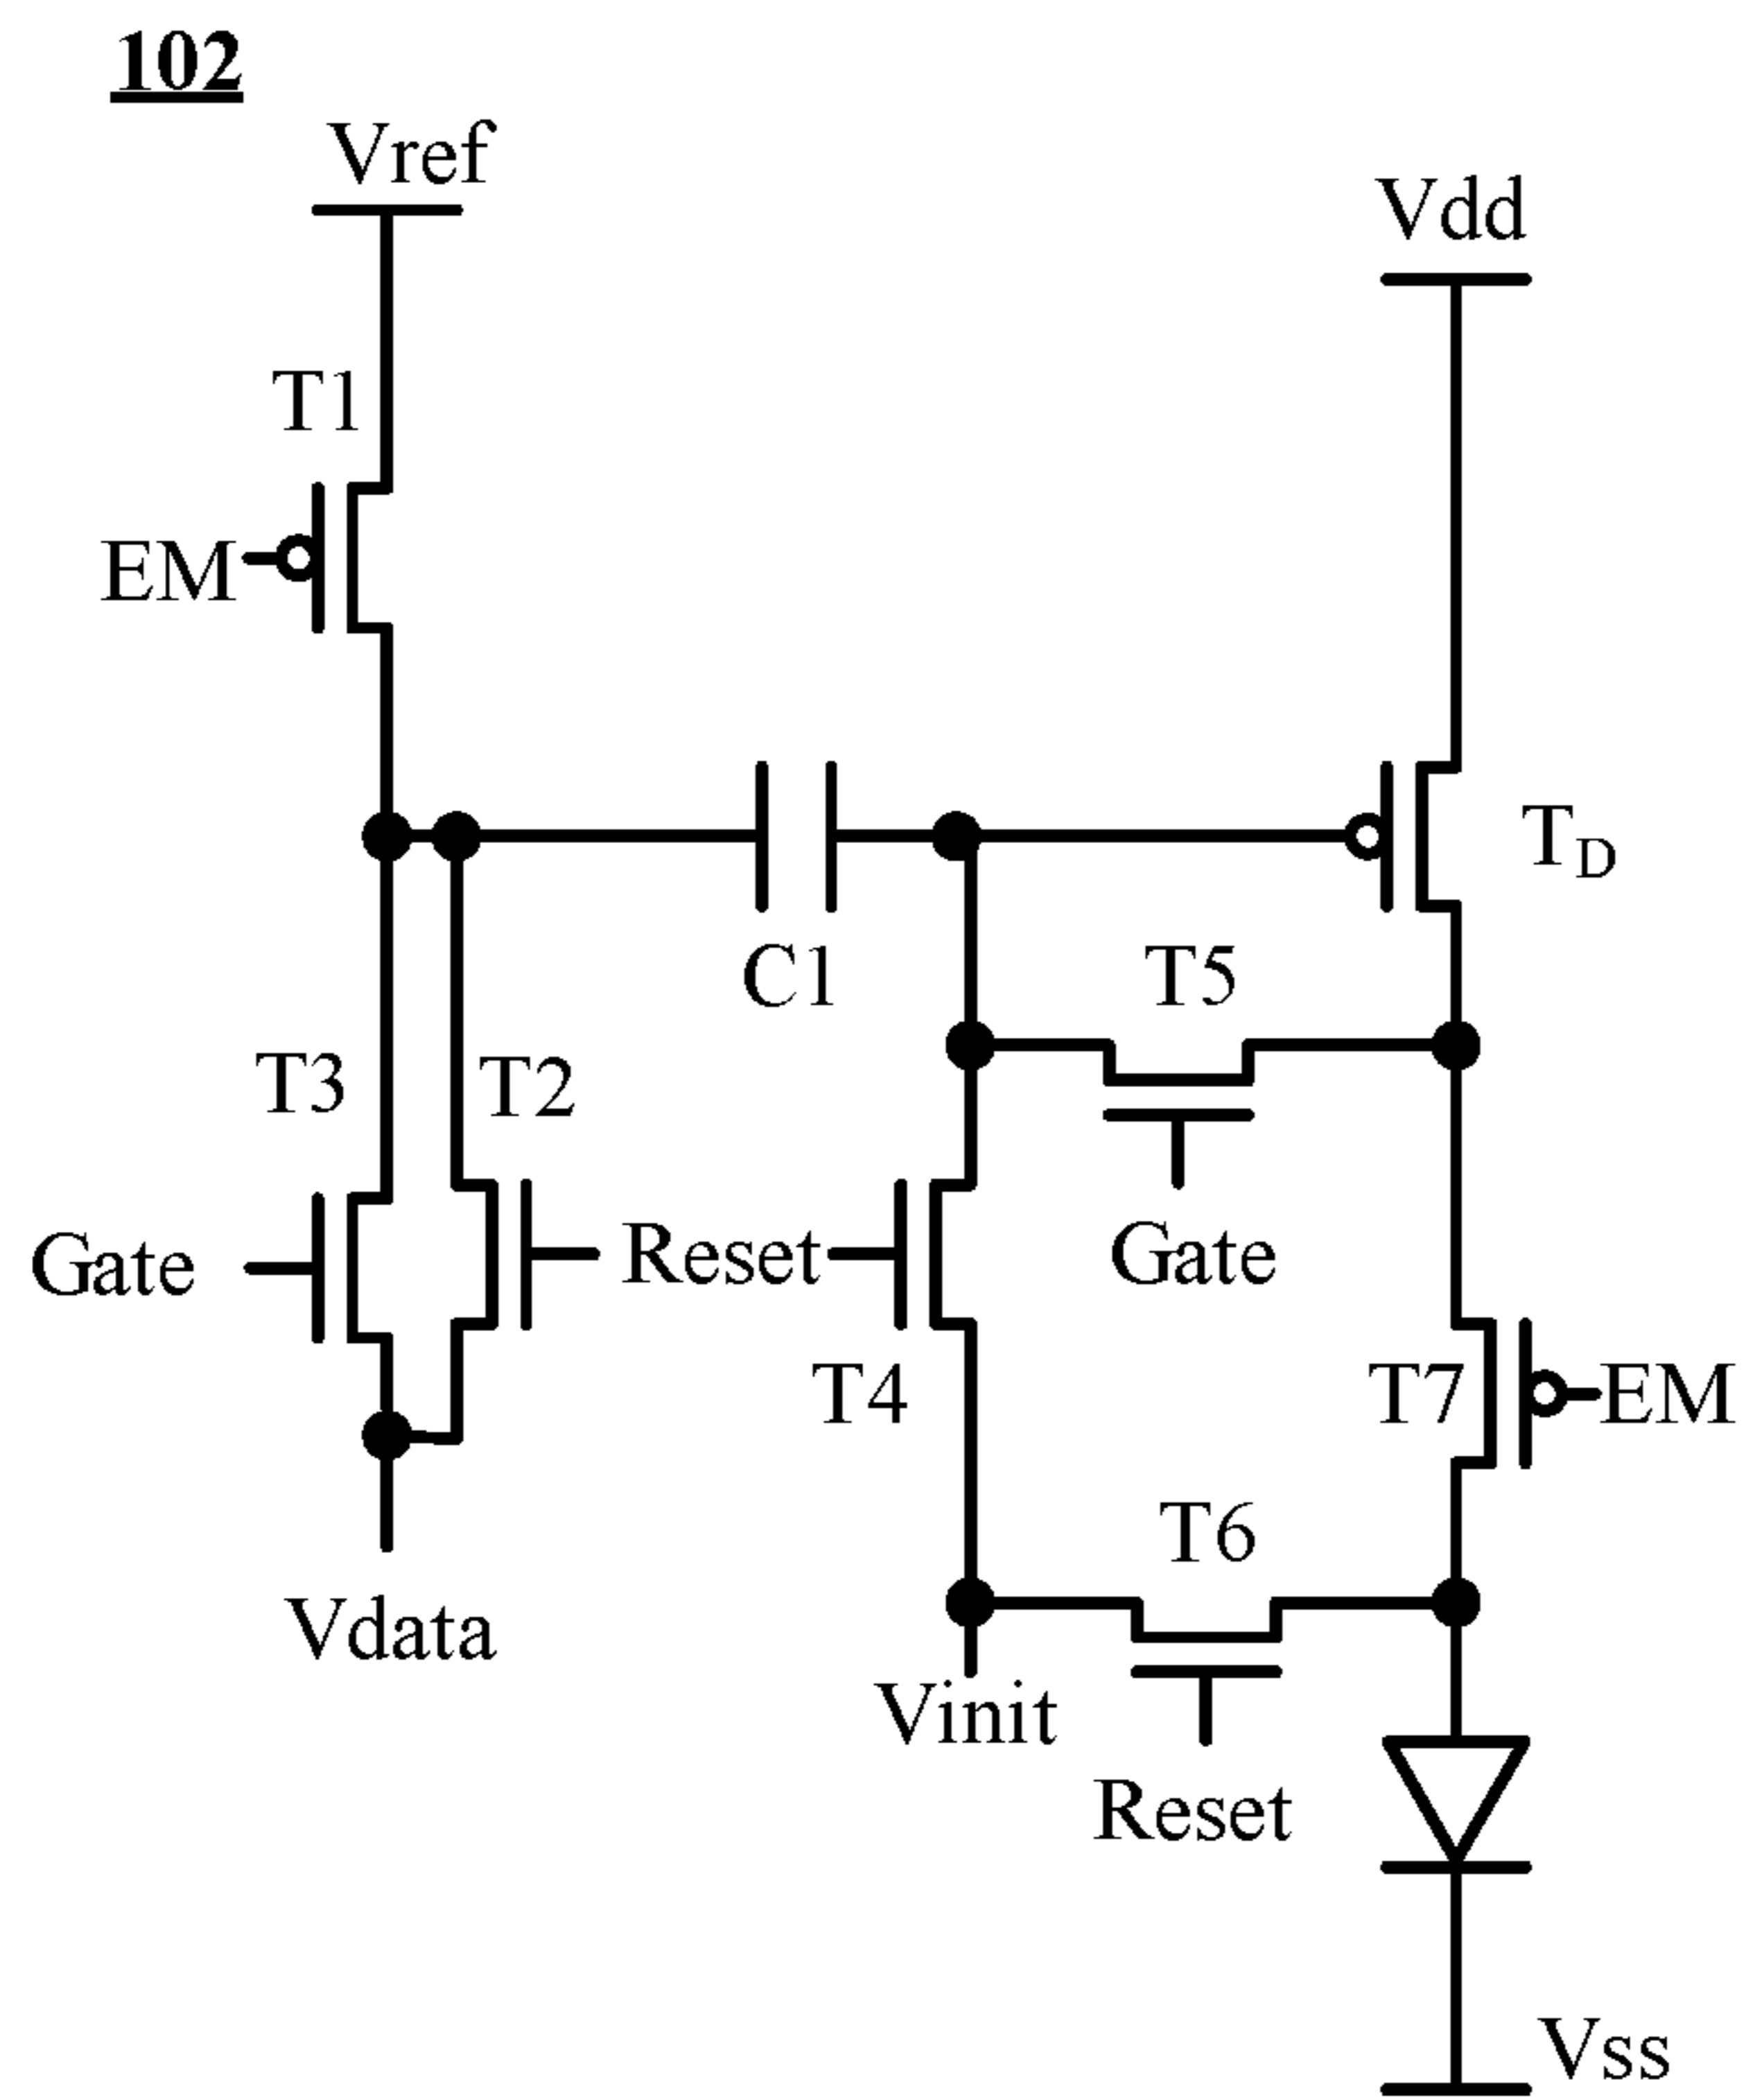 102
Vref
Vdd
T1
EM
T_D
C1
T5
T3
T2
Gate
Reset
Gate
T4
T7
EM
T6
Vdata
Vinit
Reset
Vss